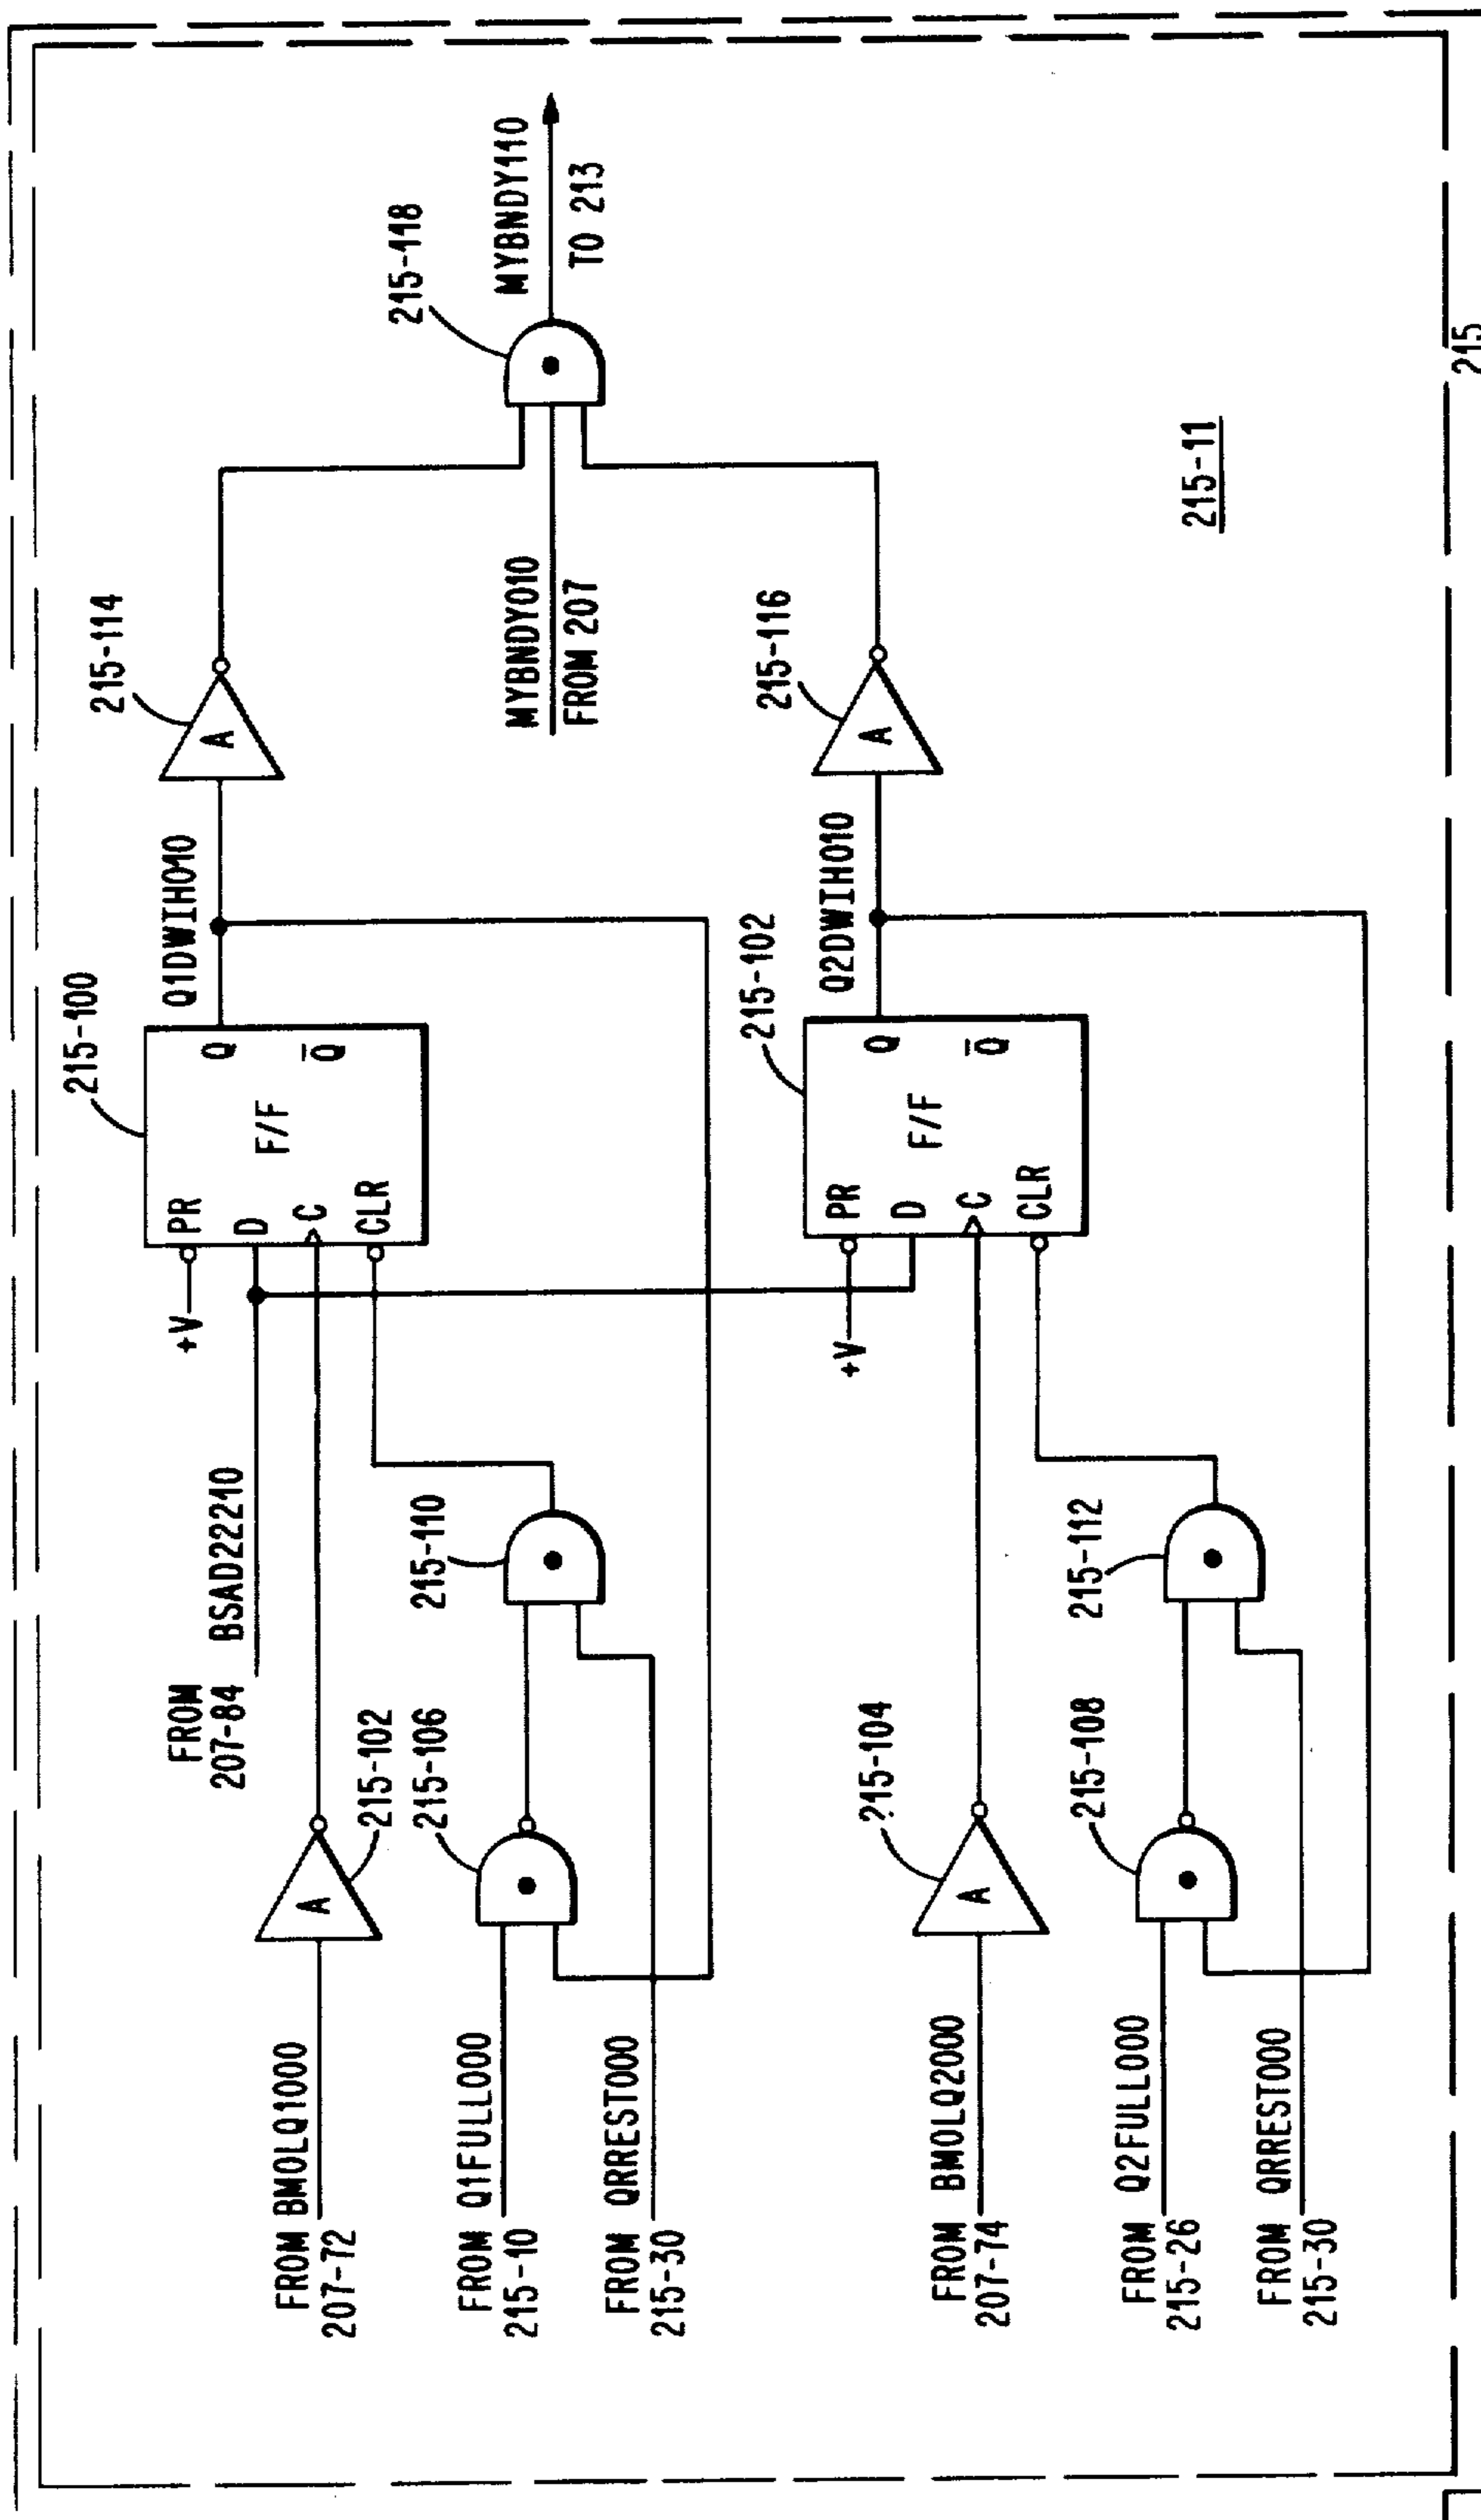 215-100
+V
PR
D
C
CLR
F/F
Q
Q̅
Q1DWIH010
215-114
A
FROM
207-84 BSAD22210
FROM BMOLQ1000
207-72
A
215-102
215-106
215-110
FROM Q1FULL000
215-10
FROM QRREST000
215-30
MYBNDY010
FROM 207
215-118
MYBNDY110
TO 213
215-102
+V
PR
D
C
CLR
F/F
Q
Q̅
Q2DWIH010
215-116
A
FROM BMOLQ2000
207-74
A
215-104
215-108
215-112
FROM Q2FULL000
215-26
FROM QRREST000
215-30
215-11
215